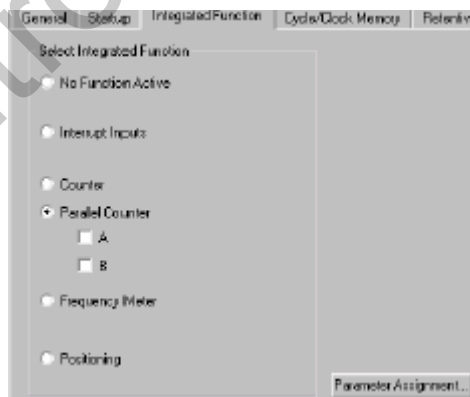 General Startup Integrated Function Cycle/Clock Memory
Select Integrated Function
No Function Active
Interrupt Inputs
Counter
Parallel Counter
A
B
Frequency Meter
Positioning
Parameter Assignment...